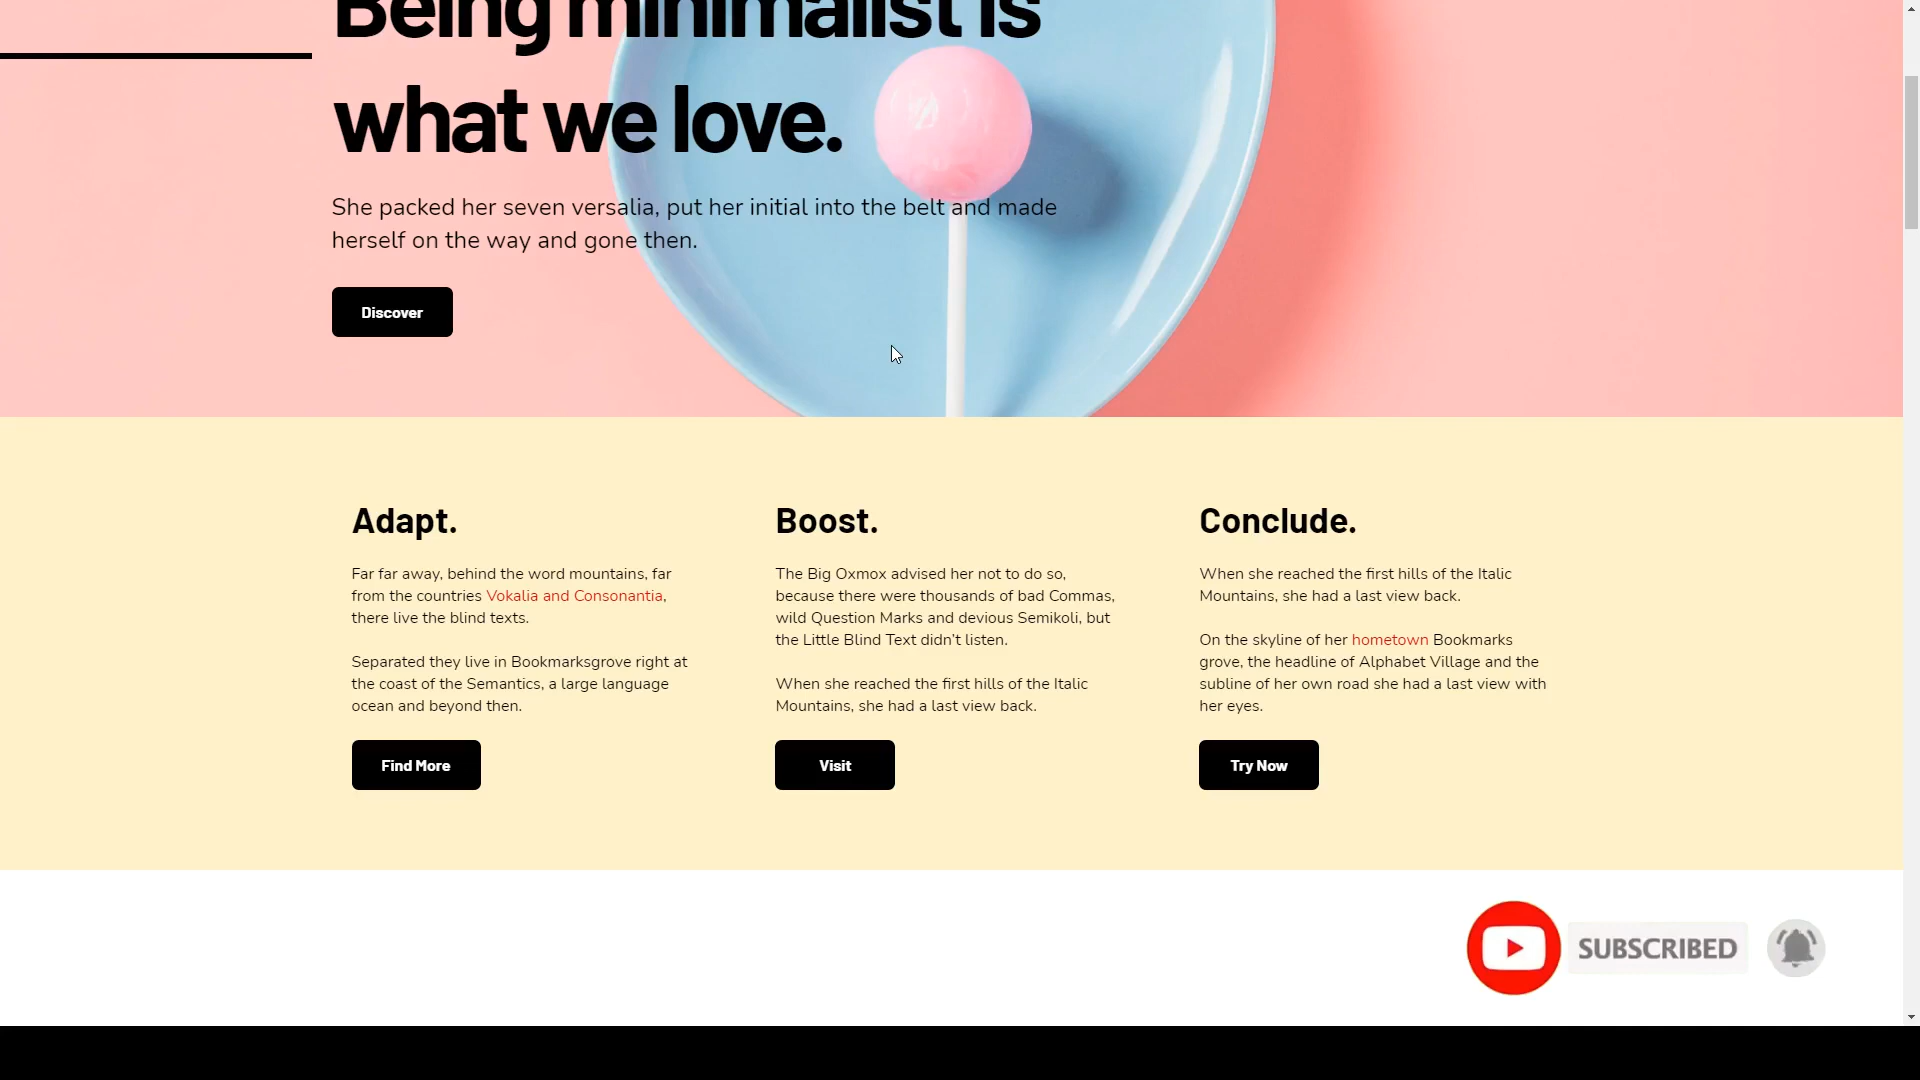 Being minimalist is
what we love.
She packed her seven versalia, put her initial into the belt and made
herself on the way and gone then.
Discover
Adapt.
Far far away, behind the word mountains, far
from the countries Vokalia and Consonantia,
there live the blind texts.
Separated they live in Bookmarksgrove right at
the coast of the Semantics, a large language
ocean and beyond then.
Find More
Boost.
The Big Oxmox advised her not to do so,
because there were thousands of bad Commas,
wild Question Marks and devious Semikoli, but
the Little Blind Text didn't listen.
When she reached the first hills of the Italic
Mountains, she had a last view back.
Visit
Conclude.
When she reached the first hills of the Italic
Mountains, she had a last view back.
On the skyline of her hometown Bookmarks
grove, the headline of Alphabet Village and the
subline of her own road she had a last view with
her eyes.
Try Now
SUBSCRIBED